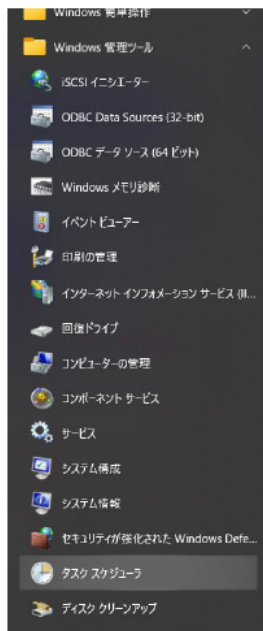 Windows 簡単操作
Windows 管理ツール
iSCSI イニシエーター
ODBC Data Sources (32-bit)
ODBC データ ソース (64 ビット)
Windows メモリ診断
イベント ビューアー
印刷の管理
インターネット インフォメーション サービス (II...
回復ドライブ
コンピューターの管理
コンポーネント サービス
サービス
システム構成
システム情報
セキュリティが強化された Windows Defe...
タスク スケジューラ
ディスク クリーンアップ